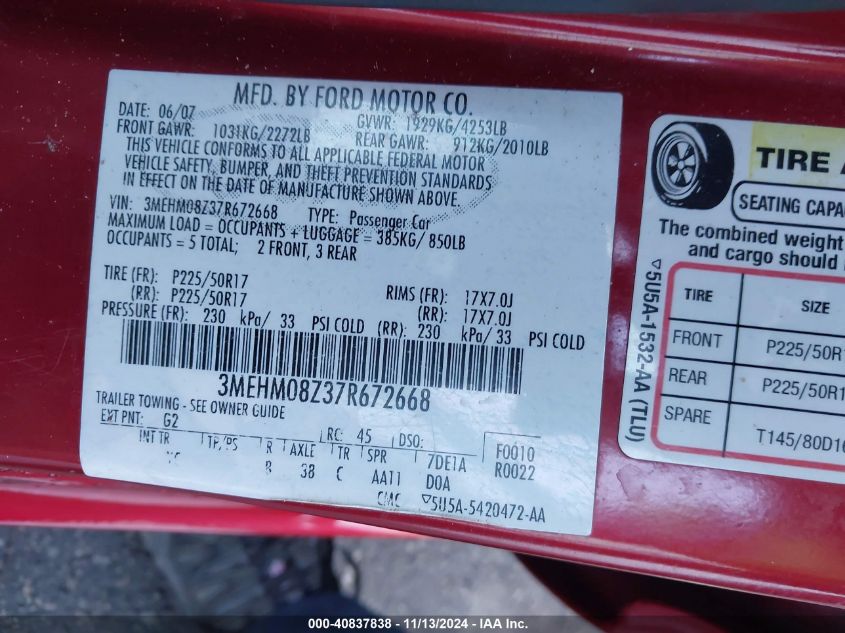 MFD. BY FORD MOTOR CO.
DATE: 06/07 GVWR: 1929KG/4253LB
FRONT GAWR: 1031KG/2272LB REAR GAWR: 912KG/2010LB
THIS VEHICLE CONFORMS TO ALL APPLICABLE FEDERAL MOTOR
VEHICLE SAFETY, BUMPER, AND THEFT PREVENTION STANDARDS
IN EFFECT ON THE DATE OF MANUFACTURE SHOWN ABOVE.
VIN: 3MEHM08Z37R672668 TYPE: Passenger Car
MAXIMUM LOAD = OCCUPANTS + LUGGAGE = 385KG/ 850LB
OCCUPANTS = 5 TOTAL; 2 FRONT, 3 REAR
TIRE (FR): P225/50R17 RIMS (FR): 17X7.0J
(RR): P225/50R17 (RR): 17X7.0J
PRESSURE (FR): 230 kPa/ 33 PSI COLD (RR): 230 kPa/ 33 PSI COLD
3MEHM08Z37R672668
TRAILER TOWING - SEE OWNER GUIDE
EXT PNT: G2 RC: 45 DSO: F0010
INT TR TP/PS R AXLE TR SPR 7DE1A R0022
B 38 C AA11 D0A
CMC ▽5U5A-5420472-AA
TIRE A
SEATING CAPA
The combined weight
and cargo should
TIRE SIZE
FRONT P225/50R1
REAR P225/50R1
SPARE T145/80D16
▽5U5A-1532-AA (TLU)
000-40837838 - 11/13/2024 - IAA Inc.